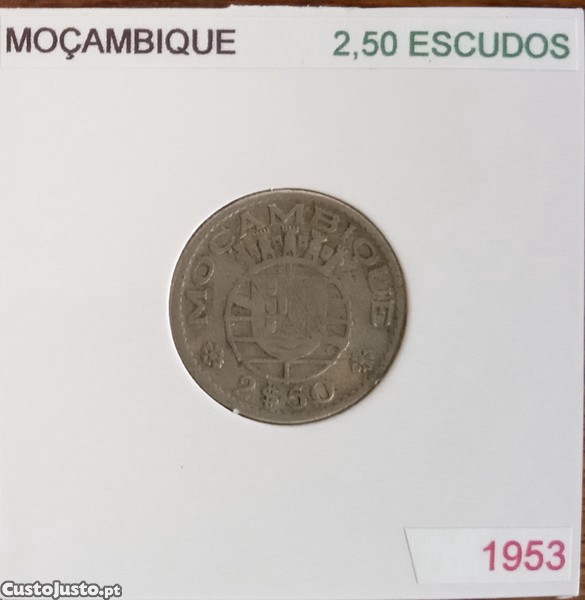 MOÇAMBIQUE 2,50 ESCUDOS
MOÇAMBIQUE
2$50
1953
CustoJusto.pt